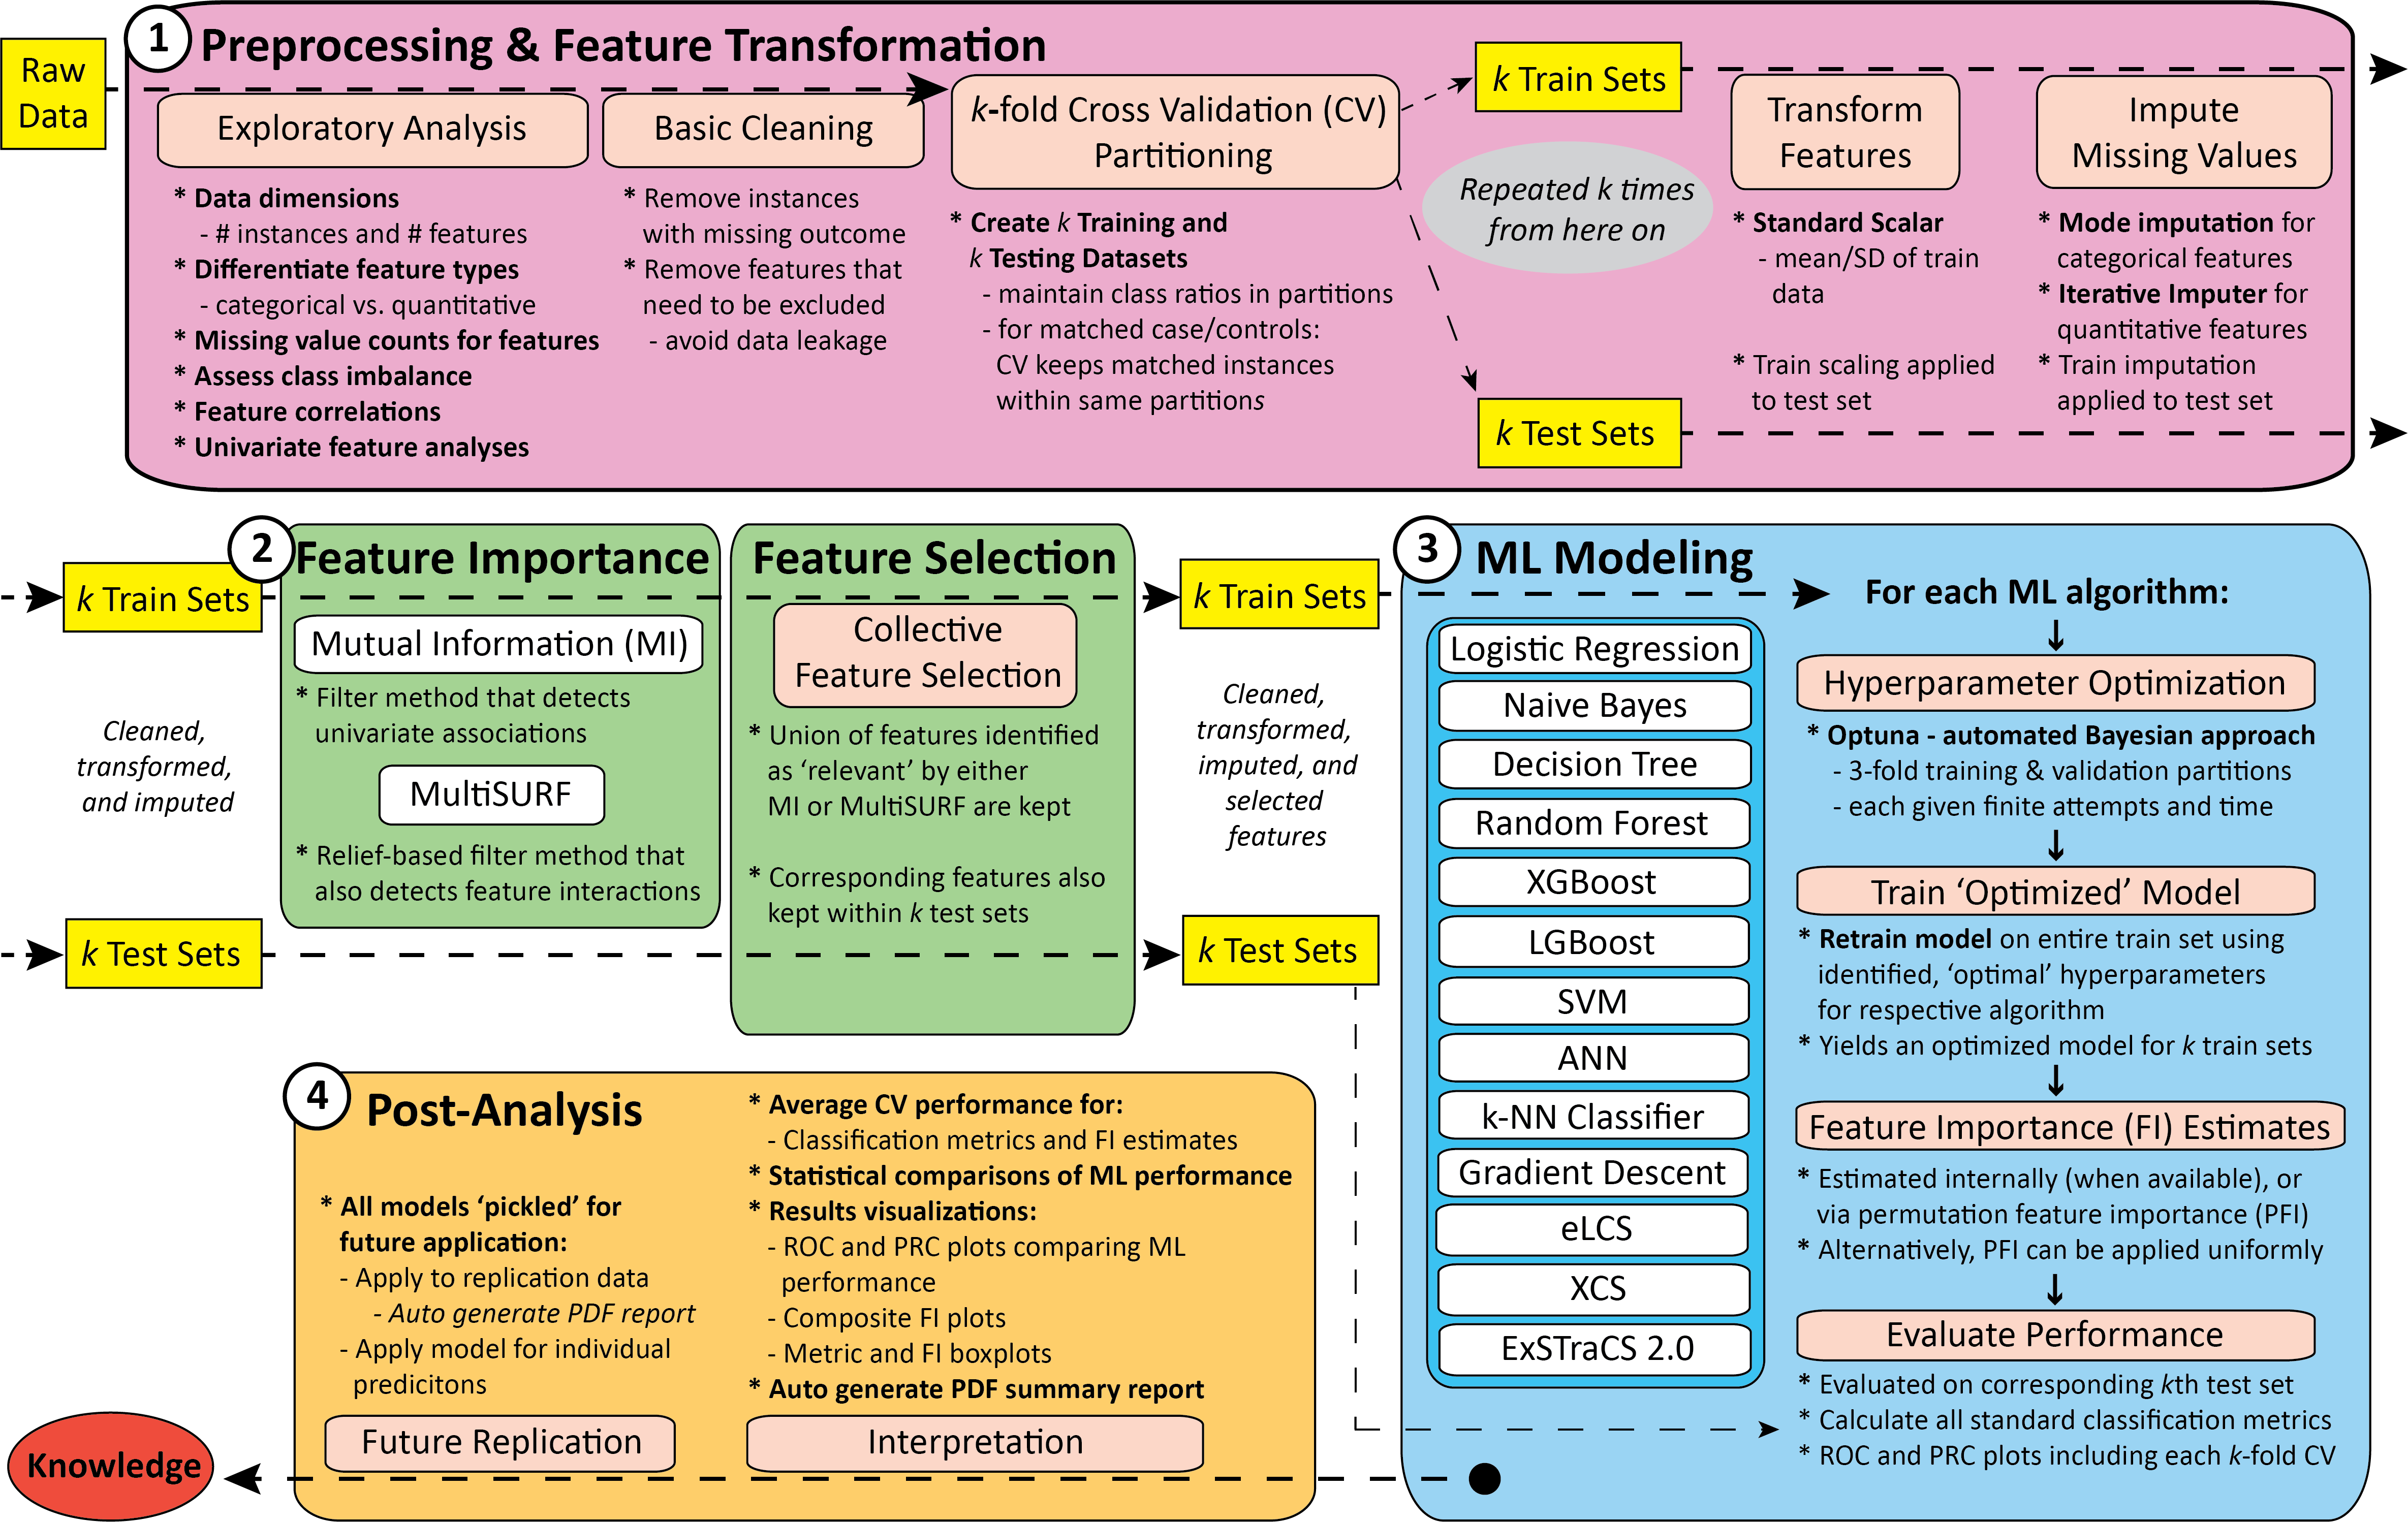 1
Preprocessing & Feature Transformation
Raw
Data
Exploratory Analysis
* Data dimensions
- # instances and # features
* Differentiate feature types
- categorical vs. quantitative
* Missing value counts for features
* Assess class imbalance
* Feature correlations
* Univariate feature analyses
Basic Cleaning
* Remove instances
with missing outcome
* Remove features that
need to be excluded
- avoid data leakage
k-fold Cross Validation (CV)
Partitioning
* Create k Training and
k Testing Datasets
- maintain class ratios in partitions
- for matched case/controls:
CV keeps matched instances
within same partitions
k Train Sets
Repeated k times
from here on
k Test Sets
Transform
Features
* Standard Scalar
- mean/SD of train
data
* Train scaling applied
to test set
Impute
Missing Values
* Mode imputation for
categorical features
* Iterative Imputer for
quantitative features
* Train imputation
applied to test set
k Train Sets
Cleaned,
transformed,
and imputed
k Test Sets
2
Feature Importance
Mutual Information (MI)
* Filter method that detects
univariate associations
MultiSURF
* Relief-based filter method that
also detects feature interactions
Feature Selection
Collective
Feature Selection
* Union of features identified
as ‘relevant’ by either
MI or MultiSURF are kept
* Corresponding features also
kept within k test sets
k Train Sets
Cleaned,
transformed,
imputed, and
selected
features
k Test Sets
3
ML Modeling
Logistic Regression
Naive Bayes
Decision Tree
Random Forest
XGBoost
LGBoost
SVM
ANN
k-NN Classifier
Gradient Descent
eLCS
XCS
ExSTraCS 2.0
For each ML algorithm:
Hyperparameter Optimization
* Optuna - automated Bayesian approach
- 3-fold training & validation partitions
- each given finite attempts and time
Train ‘Optimized’ Model
* Retrain model on entire train set using
identified, ‘optimal’ hyperparameters
for respective algorithm
* Yields an optimized model for k train sets
Feature Importance (FI) Estimates
* Estimated internally (when available), or
via permutation feature importance (PFI)
* Alternatively, PFI can be applied uniformly
Evaluate Performance
* Evaluated on corresponding kth test set
* Calculate all standard classification metrics
* ROC and PRC plots including each k-fold CV
4
Post-Analysis
* All models ‘pickled’ for
future application:
- Apply to replication data
- Auto generate PDF report
- Apply model for individual
predicitons
Future Replication
* Average CV performance for:
- Classification metrics and FI estimates
* Statistical comparisons of ML performance
* Results visualizations:
- ROC and PRC plots comparing ML
performance
- Composite FI plots
- Metric and FI boxplots
* Auto generate PDF summary report
Interpretation
Knowledge